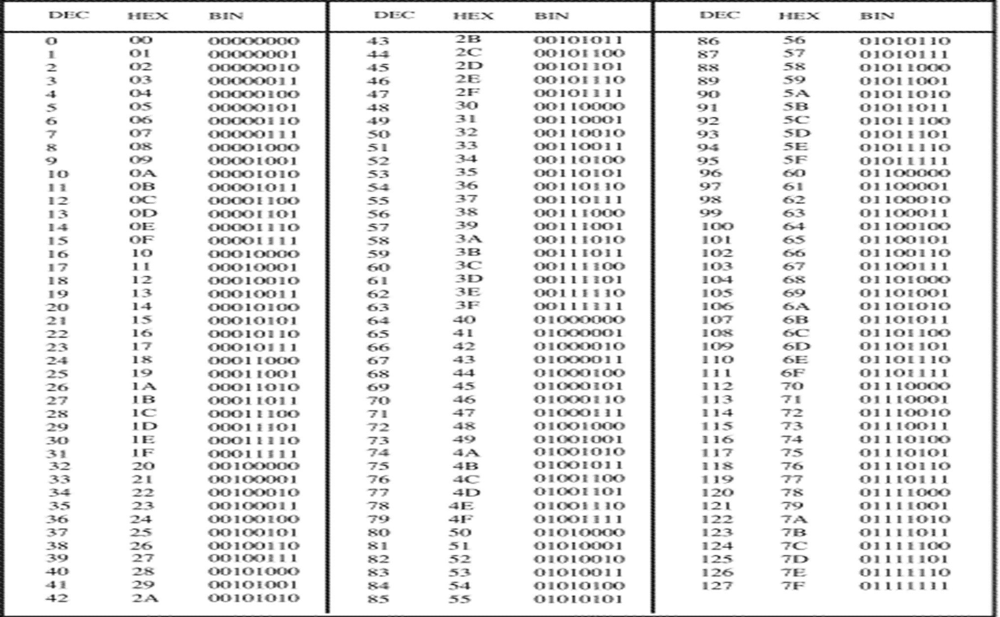 DEC HEX BIN DEC HEX BIN DEC HEX BIN
0 00 00000000 43 2B 00101011 86 56 01010110
1 01 00000001 44 2C 00101100 87 57 01010111
2 02 00000010 45 2D 00101101 88 58 01011000
3 03 00000011 46 2E 00101110 89 59 01011001
4 04 00000100 47 2F 00101111 90 5A 01011010
5 05 00000101 48 30 00110000 91 5B 01011011
6 06 00000110 49 31 00110001 92 5C 01011100
7 07 00000111 50 32 00110010 93 5D 01011101
8 08 00001000 51 33 00110011 94 5E 01011110
9 09 00001001 52 34 00110100 95 5F 01011111
10 0A 00001010 53 35 00110101 96 60 01100000
11 0B 00001011 54 36 00110110 97 61 01100001
12 0C 00001100 55 37 00110111 98 62 01100010
13 0D 00001101 56 38 00111000 99 63 01100011
14 0E 00001110 57 39 00111001 100 64 01100100
15 0F 00001111 58 3A 00111010 101 65 01100101
16 10 00010000 59 3B 00111011 102 66 01100110
17 11 00010001 60 3C 00111100 103 67 01100111
18 12 00010010 61 3D 00111101 104 68 01101000
19 13 00010011 62 3E 00111110 105 69 01101001
20 14 00010100 63 3F 00111111 106 6A 01101010
21 15 00010101 64 40 01000000 107 6B 01101011
22 16 00010110 65 41 01000001 108 6C 01101100
23 17 00010111 66 42 01000010 109 6D 01101101
24 18 00011000 67 43 01000011 110 6E 01101110
25 19 00011001 68 44 01000100 111 6F 01101111
26 1A 00011010 69 45 01000101 112 70 01110000
27 1B 00011011 70 46 01000110 113 71 01110001
28 1C 00011100 71 47 01000111 114 72 01110010
29 1D 00011101 72 48 01001000 115 73 01110011
30 1E 00011110 73 49 01001001 116 74 01110100
31 1F 00011111 74 4A 01001010 117 75 01110101
32 20 00100000 75 4B 01001011 118 76 01110110
33 21 00100001 76 4C 01001100 119 77 01110111
34 22 00100010 77 4D 01001101 120 78 01111000
35 23 00100011 78 4E 01001110 121 79 01111001
36 24 00100100 79 4F 01001111 122 7A 01111010
37 25 00100101 80 50 01010000 123 7B 01111011
38 26 00100110 81 51 01010001 124 7C 01111100
39 27 00100111 82 52 01010010 125 7D 01111101
40 28 00101000 83 53 01010011 126 7E 01111110
41 29 00101001 84 54 01010100 127 7F 01111111
42 2A 00101010 85 55 01010101